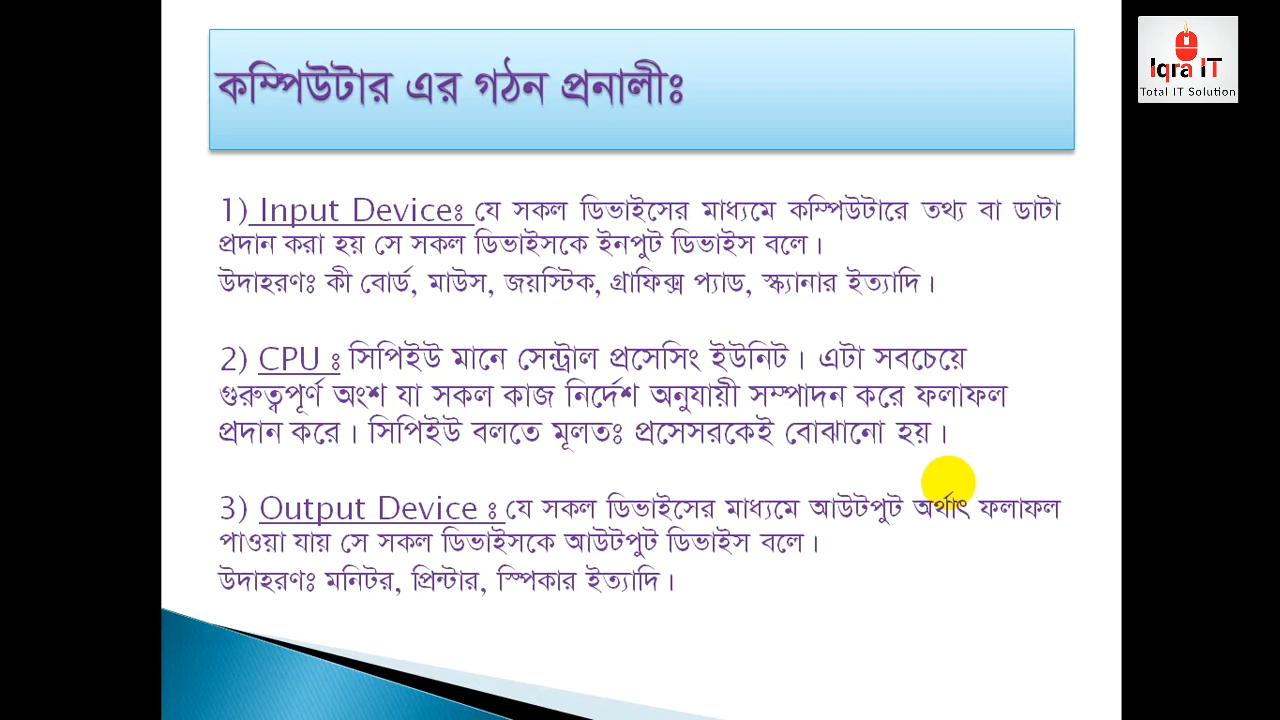 কম্পিউটার এর গঠন প্রনালীঃ
Iqra IT
Total IT Solution
1) Input Deviceঃ যে সকল ডিভাইসের মাধ্যমে কম্পিউটারে তথ্য বা ডাটা
প্রদান করা হয় সে সকল ডিভাইসকে ইনপুট ডিভাইস বলে।
উদাহরণঃ কী বোর্ড, মাউস, জয়স্টিক, গ্রাফিক্স প্যাড, স্ক্যানার ইত্যাদি।
2) CPU ঃ সিপিইউ মানে সেন্ট্রাল প্রসেসিং ইউনিট। এটা সবচেয়ে
গুরুত্বপূর্ণ অংশ যা সকল কাজ নির্দেশ অনুযায়ী সম্পাদন করে ফলাফল
প্রদান করে। সিপিইউ বলতে মূলতঃ প্রসেসরকেই বোঝানো হয়।
3) Output Device ঃ যে সকল ডিভাইসের মাধ্যমে আউটপুট অর্থাৎ ফলাফল
পাওয়া যায় সে সকল ডিভাইসকে আউটপুট ডিভাইস বলে।
উদাহরণঃ মনিটর, প্রিন্টার, স্পিকার ইত্যাদি।